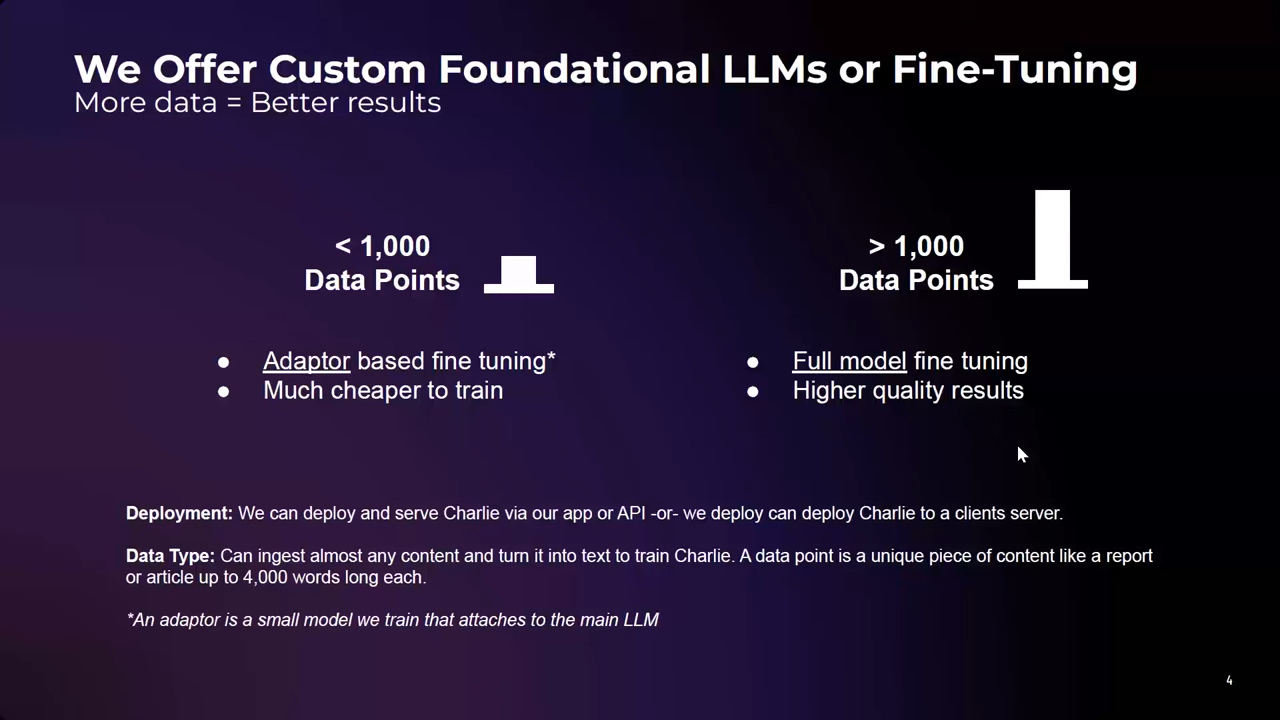 We Offer Custom Foundational LLMs or Fine-Tuning
More data = Better results
< 1,000
Data Points
● Adaptor based fine tuning*
● Much cheaper to train
> 1,000
Data Points
● Full model fine tuning
● Higher quality results
Deployment: We can deploy and serve Charlie via our app or API -or- we deploy can deploy Charlie to a clients server.
Data Type: Can ingest almost any content and turn it into text to train Charlie. A data point is a unique piece of content like a report
or article up to 4,000 words long each.
*An adaptor is a small model we train that attaches to the main LLM
4